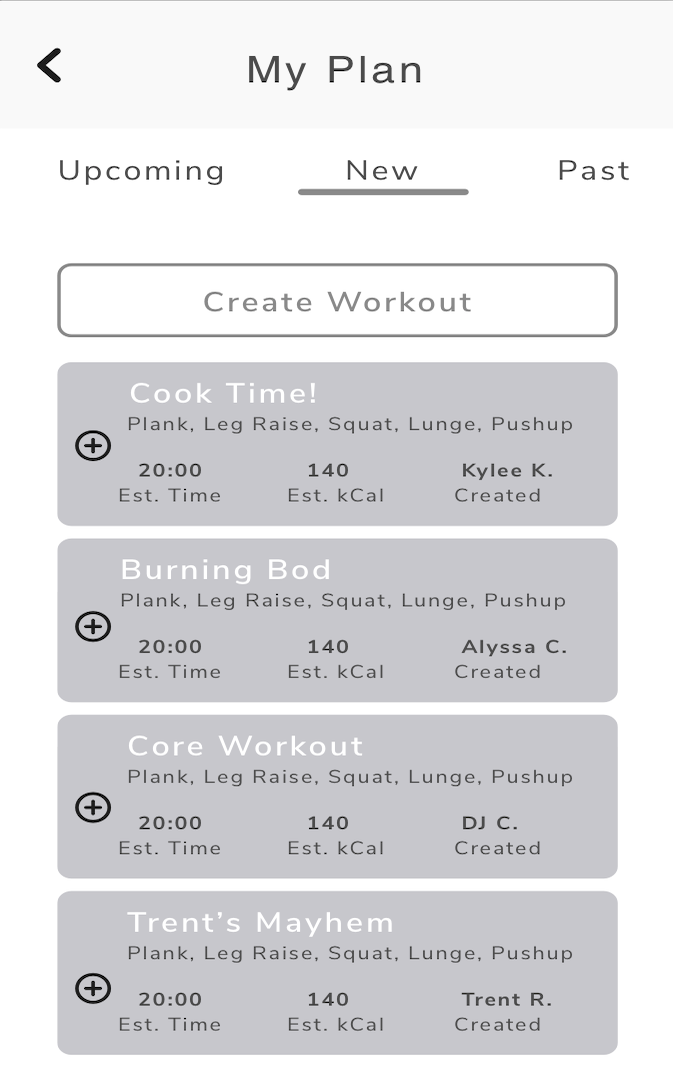 My Plan
Upcoming New Past
Create Workout
Cook Time!
Plank, Leg Raise, Squat, Lunge, Pushup
20:00 140 Kylee K.
Est. Time Est. kCal Created
Burning Bod
Plank, Leg Raise, Squat, Lunge, Pushup
20:00 140 Alyssa C.
Est. Time Est. kCal Created
Core Workout
Plank, Leg Raise, Squat, Lunge, Pushup
20:00 140 DJ C.
Est. Time Est. kCal Created
Trent’s Mayhem
Plank, Leg Raise, Squat, Lunge, Pushup
20:00 140 Trent R.
Est. Time Est. kCal Created